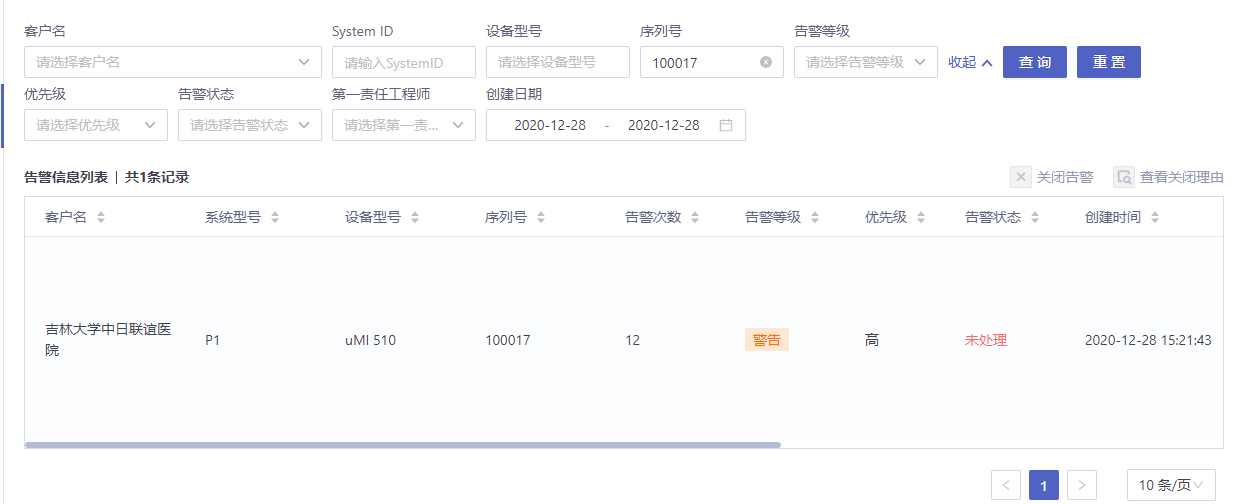 客户名 System ID 设备型号 序列号 告警等级
请选择客户名 请输入SystemID 请选择设备型号 100017 请选择告警等级 收起 查 询 重 置
优先级 告警状态 第一责任工程师 创建日期
请选择优先级 请选择告警状态 请选择第一责... 2020-12-28 - 2020-12-28
告警信息列表 | 共1条记录 关闭告警 查看关闭理由
客户名 系统型号 设备型号 序列号 告警次数 告警等级 优先级 告警状态 创建时间
吉林大学中日联谊医
院
P1 uMI 510 100017 12 警告 高 未处理 2020-12-28 15:21:43
1 10 条/页